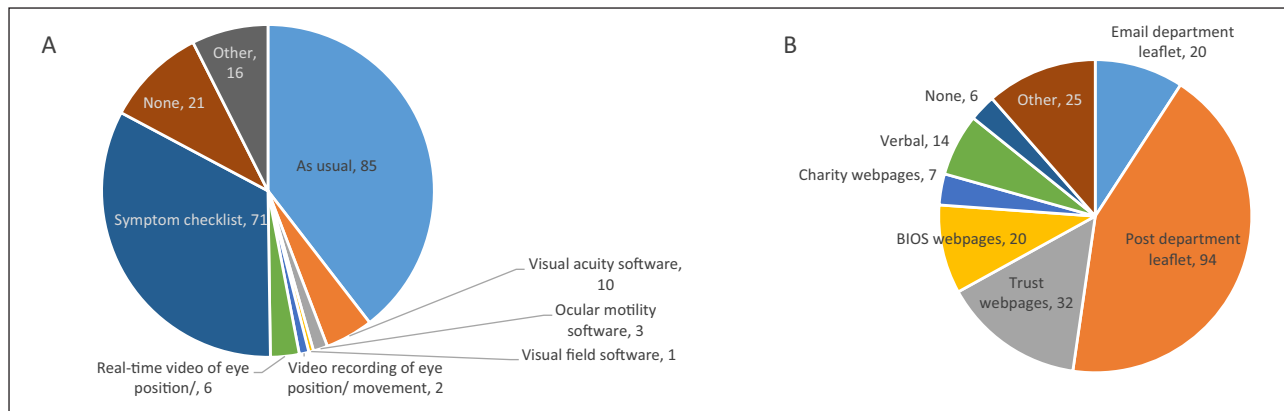 A
Other,
16
None, 21
As usual, 85
Symptom checklist, 71
Visual acuity software,
10
Ocular motility
software, 3
Visual field software, 1
Real-time video of eye
position/, 6
Video recording of eye
position/ movement, 2
B
Email department
leaflet, 20
None, 6
Other, 25
Verbal, 14
Charity webpages, 7
BIOS webpages, 20
Post department
leaflet, 94
Trust
webpages, 32